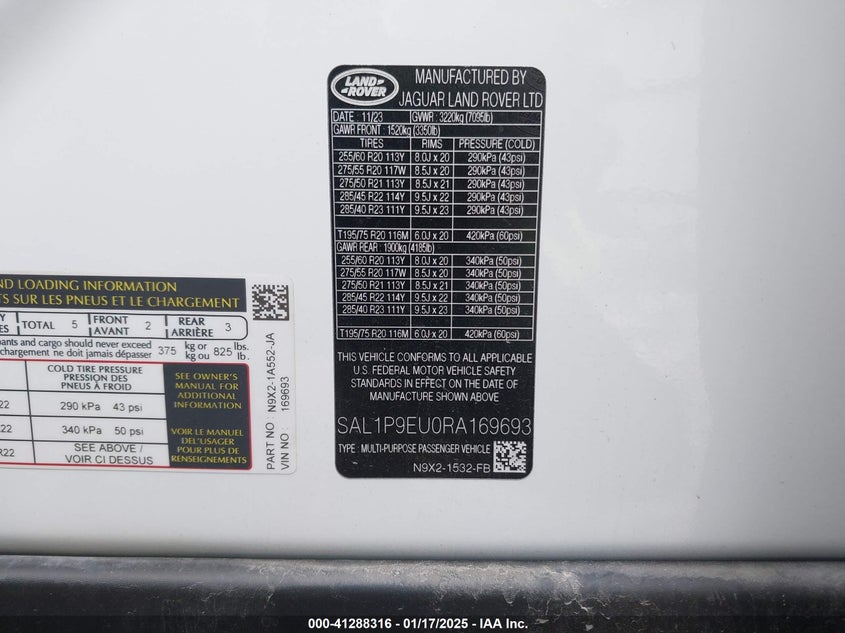 LAND-
ROVER
MANUFACTURED BY
JAGUAR LAND ROVER LTD
DATE : 11/23 GVWR : 3220kg (7095lb)
GAWR FRONT : 1520kg (3350lb)
TIRES RIMS PRESSURE (COLD)
255/60 R20 113Y 8.0J x 20 290kPa (43psi)
275/55 R20 117W 8.5J x 20 290kPa (43psi)
275/50 R21 113Y 8.5J x 21 290kPa (43psi)
285/45 R22 114Y 9.5J x 22 290kPa (43psi)
285/40 R23 111Y 9.5J x 23 290kPa (43psi)
T195/75 R20 116M 6.0J x 20 420kPa (60psi)
GAWR REAR : 1900kg (4185lb)
255/60 R20 113Y 8.0J x 20 340kPa (50psi)
275/55 R20 117W 8.5J x 20 340kPa (50psi)
275/50 R21 113Y 8.5J x 21 340kPa (50psi)
285/45 R22 114Y 9.5J x 22 340kPa (50psi)
285/40 R23 111Y 9.5J x 23 340kPa (50psi)
T195/75 R20 116M 6.0J x 20 420kPa (60psi)
THIS VEHICLE CONFORMS TO ALL APPLICABLE
U.S. FEDERAL MOTOR VEHICLE SAFETY
STANDARDS IN EFFECT ON THE DATE OF
MANUFACTURE SHOWN ABOVE
SAL1P9EU0RA169693
TYPE : MULTI-PURPOSE PASSENGER VEHICLE
N9X2-1532-FB
ND LOADING INFORMATION
TS SUR LES PNEUS ET LE CHARGEMENT
TOTAL 5 FRONT AVANT 2 REAR ARRIÈRE 3
pants and cargo should never exceed
chargement ne doit jamais dépasser 375 kg or kg ou 825 lbs. lb.
COLD TIRE PRESSURE
PRESSION DES
PNEUS À FROID
22 290 kPa 43 psi
22 340 kPa 50 psi
R22 SEE ABOVE /
VOIR CI DESSUS
SEE OWNER'S
MANUAL FOR
ADDITIONAL
INFORMATION
VOIR LE MANUEL
DE L'USAGER
POUR PLUS DE
RENSEIGNEMENTS
PART NO : N9X2-1A552-JA
VIN NO : 169693
000-41288316 - 01/17/2025 - IAA Inc.